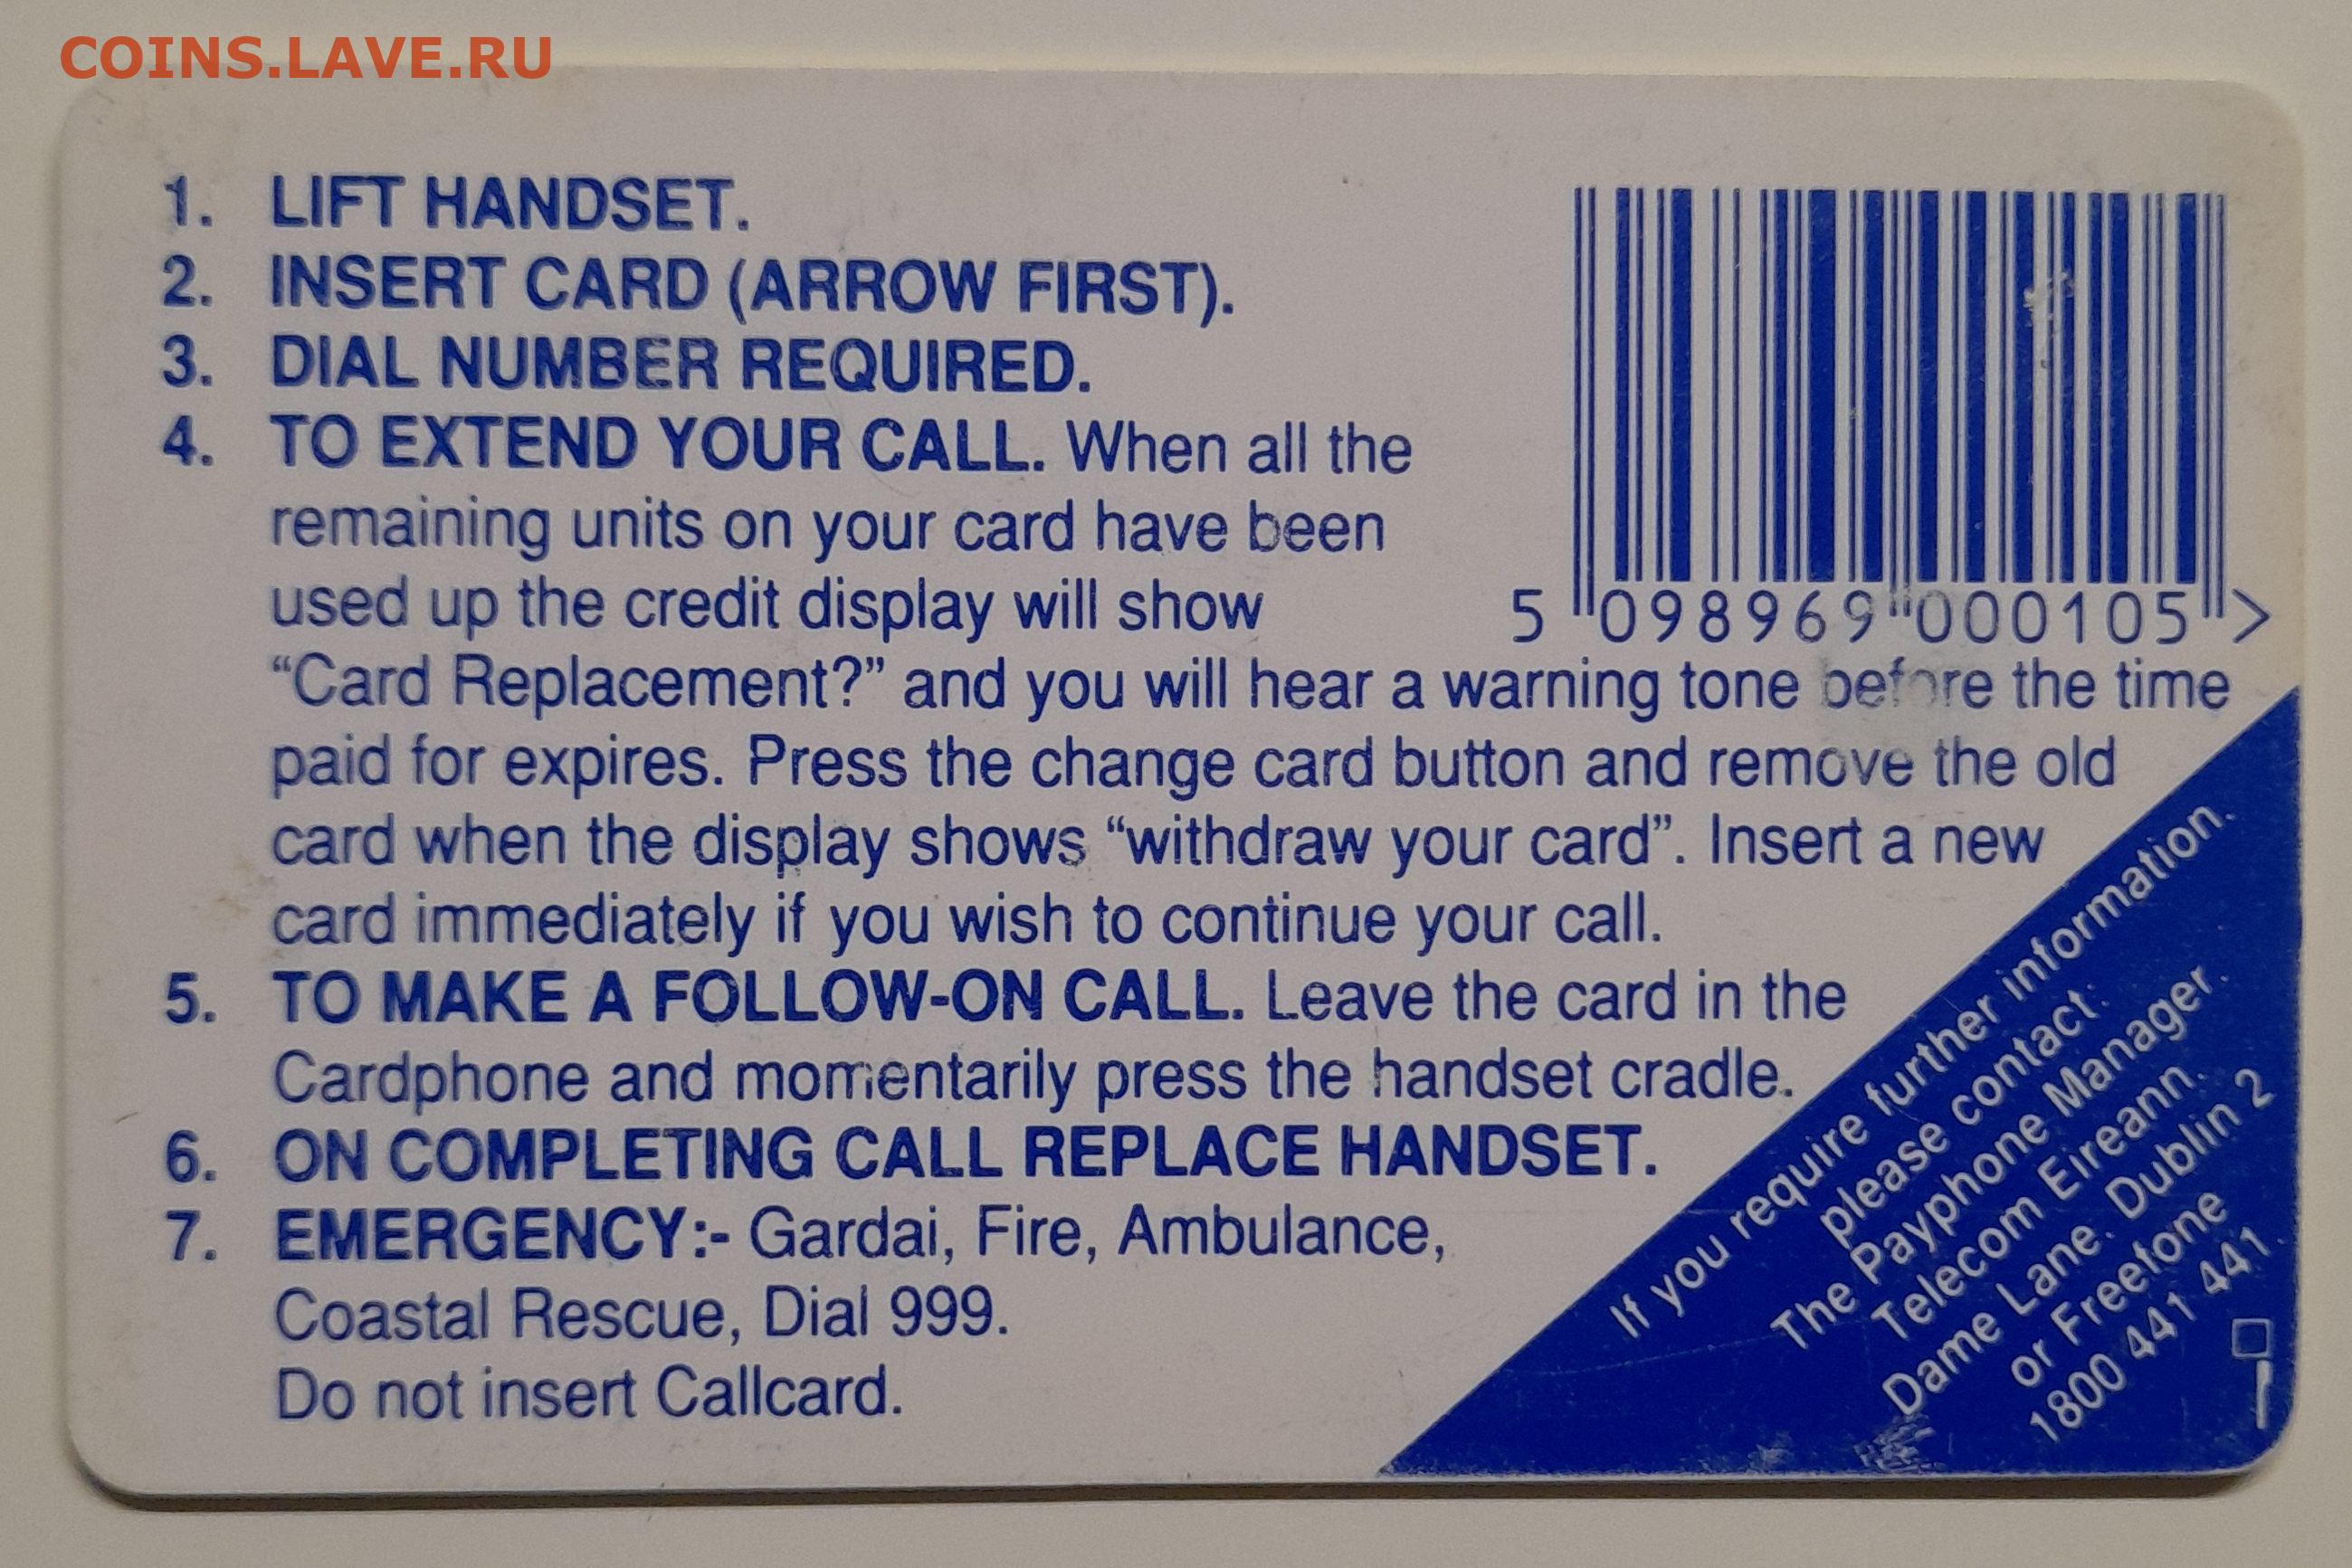 COINS.LAVE.RU
1. LIFT HANDSET.
2. INSERT CARD (ARROW FIRST).
3. DIAL NUMBER REQUIRED.
4. TO EXTEND YOUR CALL. When all the
remaining units on your card have been
used up the credit display will show
“Card Replacement?” and you will hear a warning tone before the time
paid for expires. Press the change card button and remove the old
card when the display shows “withdraw your card”. Insert a new
card immediately if you wish to continue your call.
5. TO MAKE A FOLLOW-ON CALL. Leave the card in the
Cardphone and momentarily press the handset cradle.
6. ON COMPLETING CALL REPLACE HANDSET.
7. EMERGENCY:- Gardai, Fire, Ambulance,
Coastal Rescue, Dial 999.
Do not insert Callcard.
5 098969 000105 >
If you require further information.
please contact:
The Payphone Manager.
Telecom Eireann.
Dame Lane. Dublin 2
or Freefone
1800 441 441.